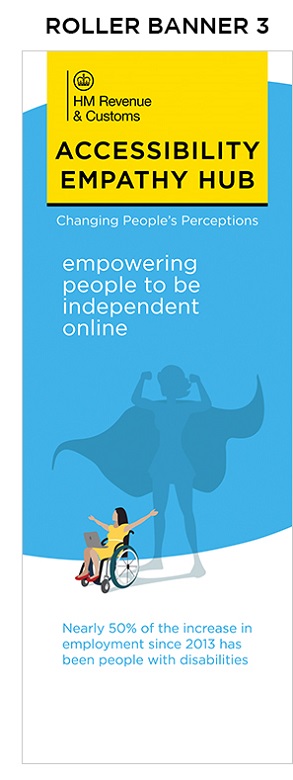 ROLLER BANNER 3
HM Revenue
& Customs
ACCESSIBILITY
EMPATHY HUB
Changing People's Perceptions
empowering
people to be
independent
online
Nearly 50% of the increase in
employment since 2013 has
been people with disabilities